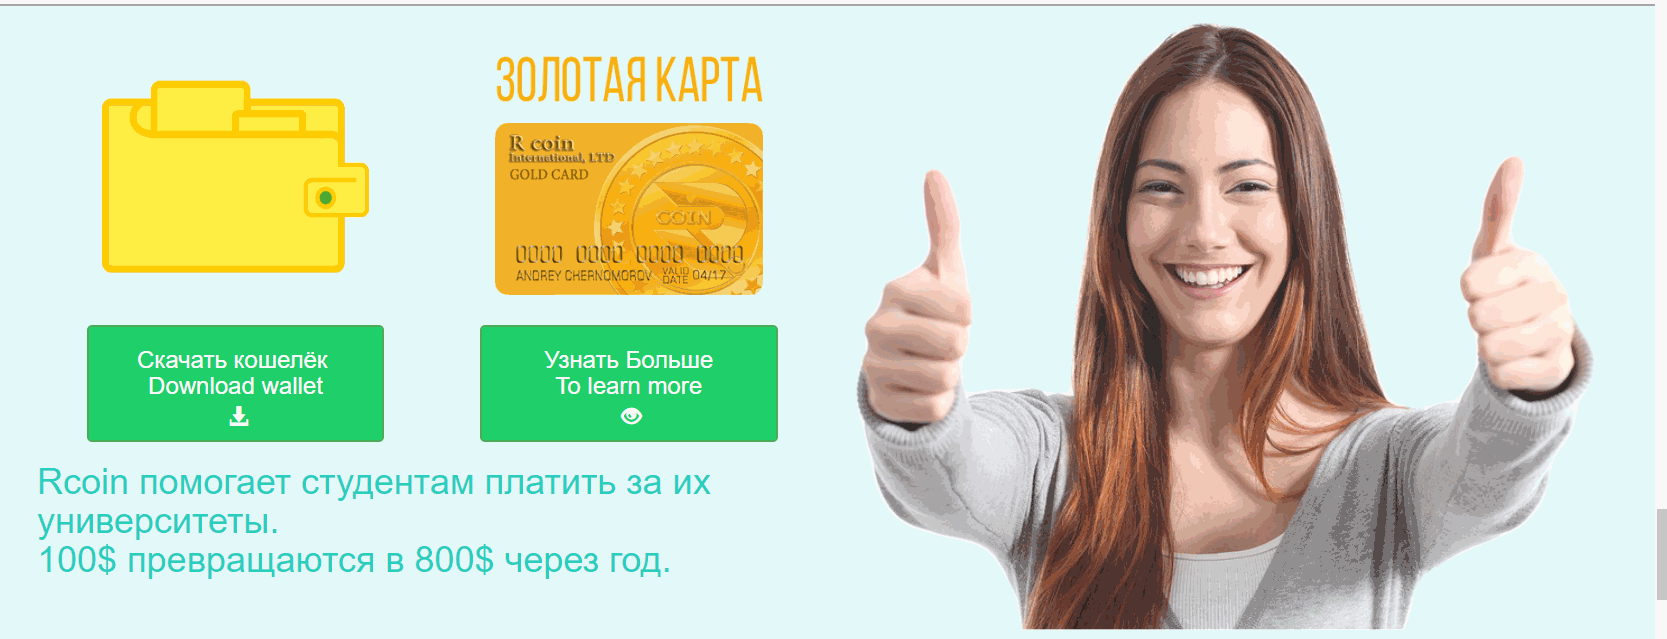 ЗОЛОТАЯ КАРТА
R coin
International, LTD
GOLD CARD
COIN
0000 0000 0000 0000
ANDREY CHERNOMOROV VALID DATE 04/17
Скачать кошелёк
Download wallet
Узнать Больше
To learn more
Rcoin помогает студентам платить за их
университеты.
100$ превращаются в 800$ через год.